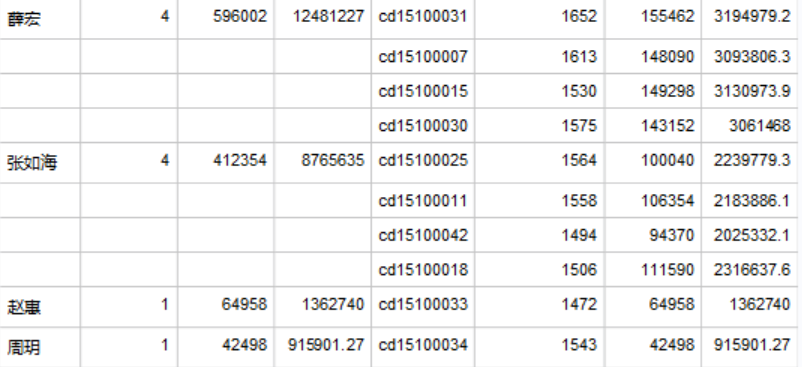 薛宏 4 596002 12481227 cd15100031 1652 155462 3194979.2
cd15100007 1613 148090 3093806.3
cd15100015 1530 149298 3130973.9
cd15100030 1575 143152 3061468
张如海 4 412354 8765635 cd15100025 1564 100040 2239779.3
cd15100011 1558 106354 2183886.1
cd15100042 1494 94370 2025332.1
cd15100018 1506 111590 2316637.6
赵惠 1 64958 1362740 cd15100033 1472 64958 1362740
周玥 1 42498 915901.27 cd15100034 1543 42498 915901.27